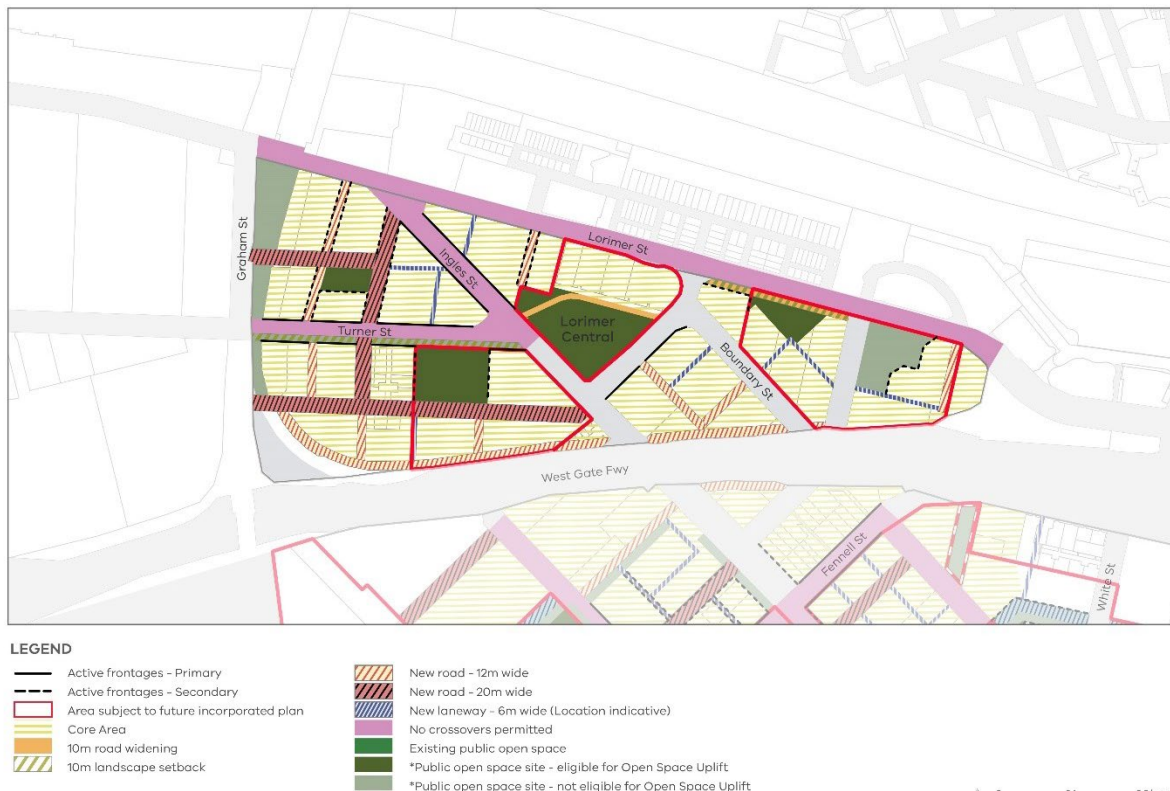 Graham St
Ingles St
Lorimer St
Turner St
Lorimer
Central
Boundary St
West Gate Fwy
Fennell St
White St
LEGEND
Active frontages - Primary
Active frontages - Secondary
Area subject to future incorporated plan
Core Area
10m road widening
10m landscape setback
New road - 12m wide
New road - 20m wide
New laneway - 6m wide (Location indicative)
No crossovers permitted
Existing public open space
*Public open space site - eligible for Open Space Uplift
*Public open space site - not eligible for Open Space Uplift